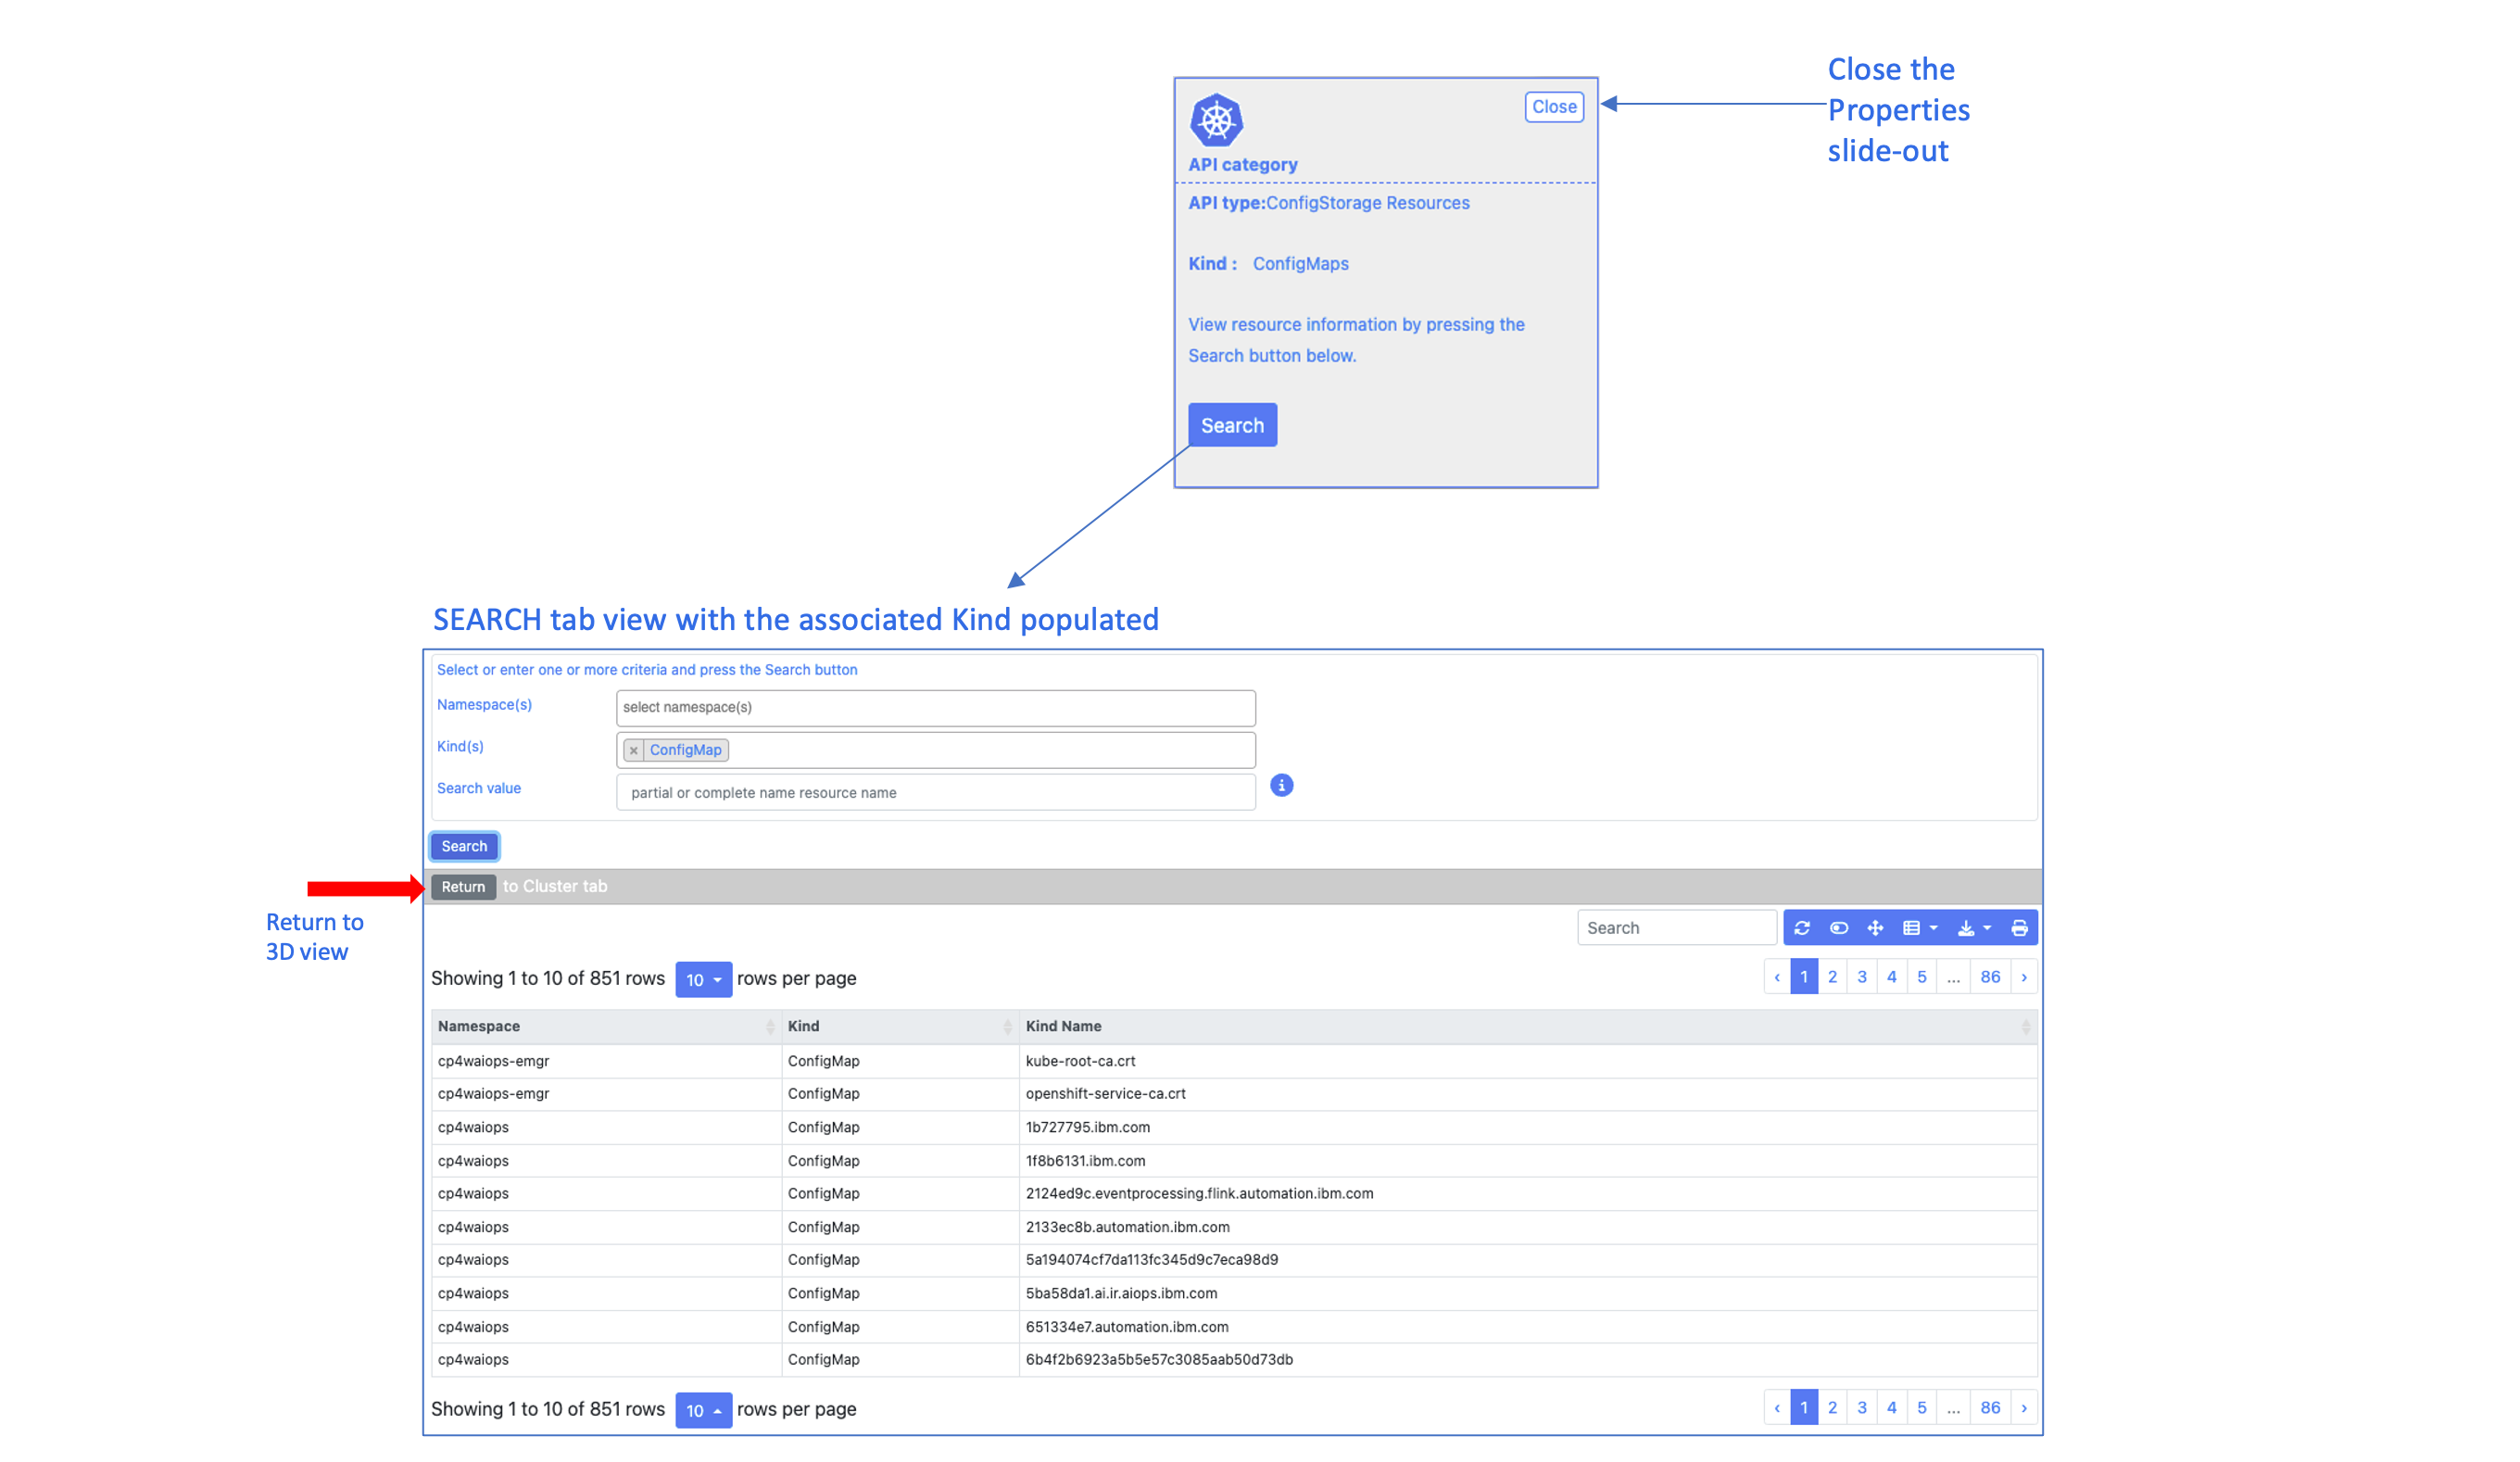 Close the
Properties
slide-out
Close
API category
API type:ConfigStorage Resources
Kind : ConfigMaps
View resource information by pressing the
Search button below.
Search
SEARCH tab view with the associated Kind populated
Select or enter one or more criteria and press the Search button
Namespace(s) select namespace(s)
Kind(s) × ConfigMap
Search value partial or complete name resource name
Search
Return to Cluster tab
Return to
3D view
Search
Showing 1 to 10 of 851 rows 10 rows per page ‹ 1 2 3 4 5 ... 86 ›
Namespace Kind Kind Name
cp4waiops-emgr ConfigMap kube-root-ca.crt
cp4waiops-emgr ConfigMap openshift-service-ca.crt
cp4waiops ConfigMap 1b727795.ibm.com
cp4waiops ConfigMap 1f8b6131.ibm.com
cp4waiops ConfigMap 2124ed9c.eventprocessing.flink.automation.ibm.com
cp4waiops ConfigMap 2133ec8b.automation.ibm.com
cp4waiops ConfigMap 5a194074cf7da113fc345d9c7eca98d9
cp4waiops ConfigMap 5ba58da1.ai.ir.aiops.ibm.com
cp4waiops ConfigMap 651334e7.automation.ibm.com
cp4waiops ConfigMap 6b4f2b6923a5b5e57c3085aab50d73db
Showing 1 to 10 of 851 rows 10 rows per page ‹ 1 2 3 4 5 ... 86 ›